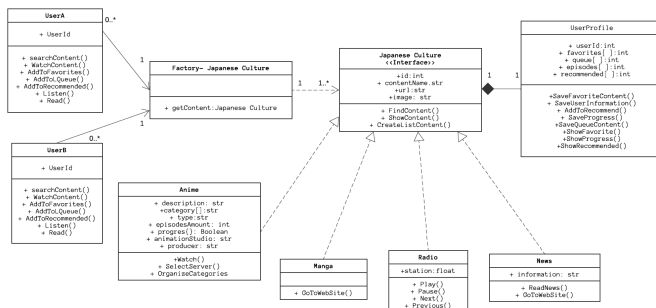 UserA
+ UserId
+ searchContent()
+ WatchContent()
+ AddToFavorites()
+ AddToLQueue()
+ AddToRecommended()
+ Listen()
+ Read()
0..*
1
Factory- Japanese Culture
+ getContent:Japanese Culture
1
1..*
1
0..*
UserB
+ UserId
+ searchContent()
+ WatchContent()
+ AddToFavorites()
+ AddToLQueue()
+ AddToRecommended()
+ Listen()
+ Read()
Japanese Culture
<<Interface>>
+id:int
+ contentName.str
+url:str
+image: str
+ FindContent()
+ ShowContent()
+ CreateListContent()
1
1
UserProfile
+ userId:int
+ favorites[ ]:int
+ queue[ ]:int
+ episodes[ ]:int
+ recommended[ ]:int
+SaveFavoriteContent()
+ SaveUserInformation()
+ AddToRecommend()
+ SaveProgress()
+SaveQueueContent()
+ShowFavorite()
+ShowProgress()
+ShowRecommended()
Anime
+ description: str
+category[]:str
+ type:str
+ episodesAmount: int
+ progres(): Boolean
+ animationStudio: str
+ producer: str
+Watch()
+ SelectServer()
+ OrganizeCategories
Manga
+ GoToWebSite()
Radio
+station:float
+ Play()
+ Pause()
+ Next()
+ Previous()
News
+ information: str
+ ReadNews()
+ GoToWebSite()